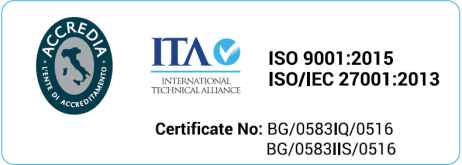 ACCREDIA
L'ENTE DI ACCREDITAMENTO
ITA
INTERNATIONAL
TECHNICAL ALLIANCE
ISO 9001:2015
ISO/IEC 27001:2013
Certificate No: BG/0583IQ/0516
BG/0583IIS/0516